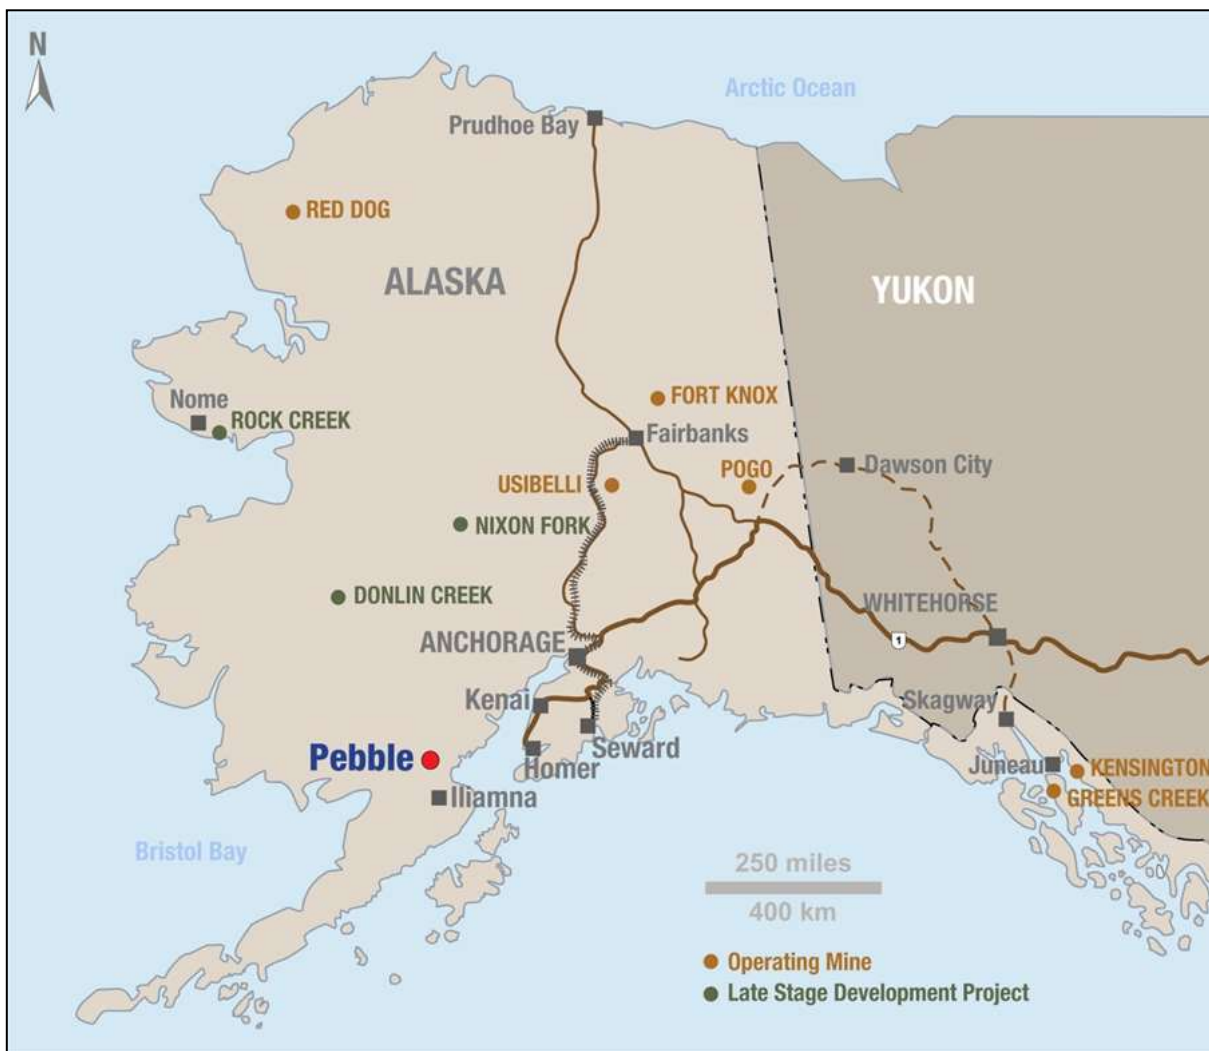 N
Arctic Ocean
Prudhoe Bay
RED DOG
ALASKA
YUKON
FORT KNOX
Nome
ROCK CREEK
Fairbanks
Dawson City
POGO
USIBELLI
NIXON FORK
DONLIN CREEK
WHITEHORSE
1
ANCHORAGE
Kenai
Skagway
Seward
Pebble
Homer
Juneau
KENSINGTON
Iliamna
GREENS CREEK
Bristol Bay
250 miles
400 km
Operating Mine
Late Stage Development Project